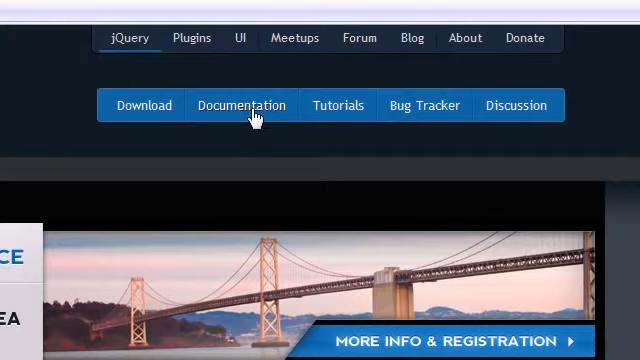 jQuery Plugins UI Meetups Forum Blog About Donate
Download Documentation Tutorials Bug Tracker Discussion
CE
EA
MORE INFO & REGISTRATION